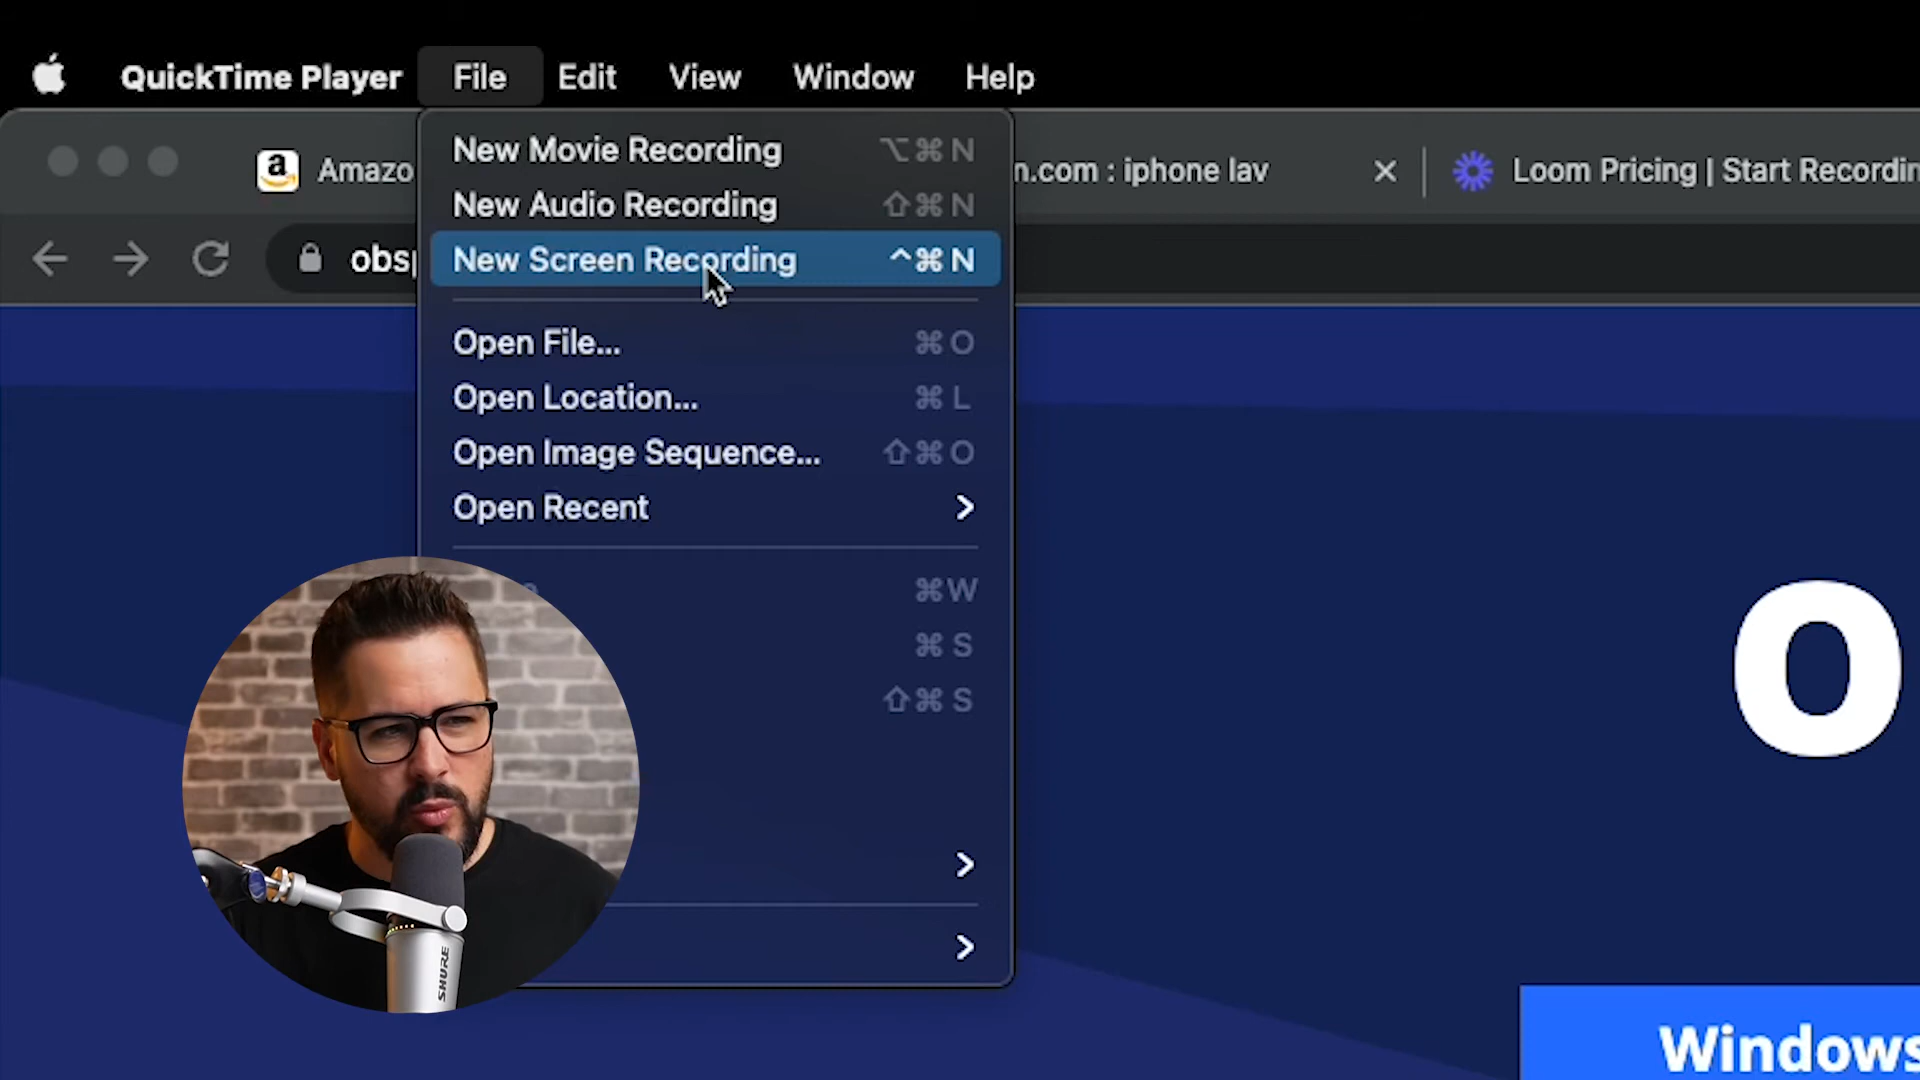 QuickTime Player File Edit View Window Help
Amazo
n.com : iphone lav
Loom Pricing | Start Recordin
obsp
New Movie Recording ⌥⌘N
New Audio Recording ⇧⌘N
New Screen Recording ^⌘N
Open File... ⌘O
Open Location... ⌘L
Open Image Sequence... ⇧⌘O
Open Recent
⌘W
⌘S
⇧⌘S
O
SHURE
Windows